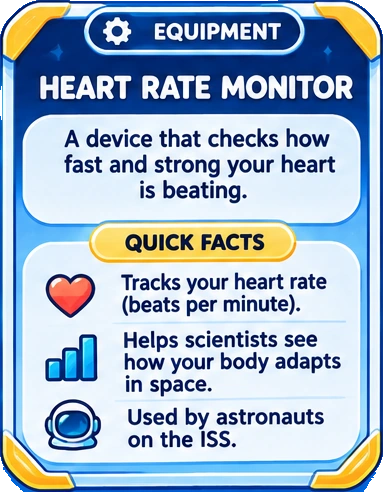 EQUIPMENT
HEART RATE MONITOR
A device that checks how
fast and strong your heart
is beating.
QUICK FACTS
Tracks your heart rate
(beats per minute).
Helps scientists see
how your body adapts
in space.
Used by astronauts
on the ISS.